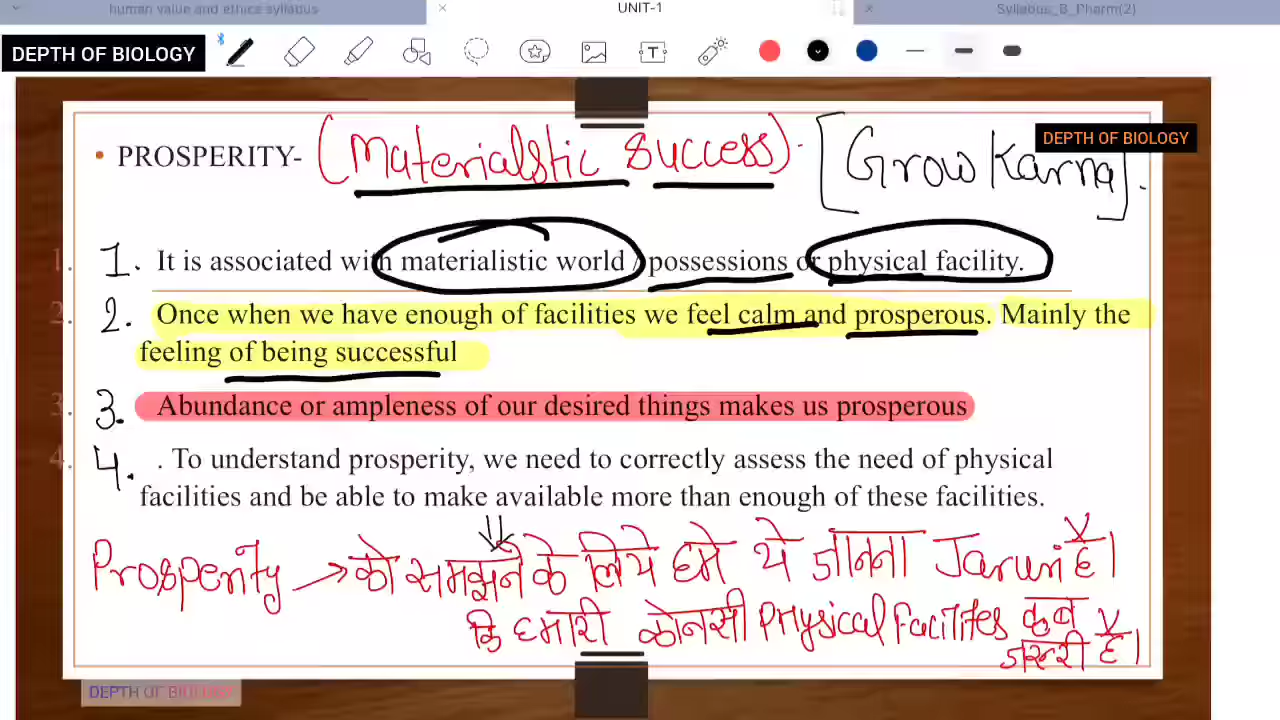 human value and ethics syllabus × UNIT-1 × Syllabus_B_Pharm(2)
DEPTH OF BIOLOGY
DEPTH OF BIOLOGY
• PROSPERITY- (Materialstic Success). [Grow Karna].
1. 1. It is associated with materialistic world / possessions or physical facility.
2. 2. Once when we have enough of facilities we feel calm and prosperous. Mainly the
feeling of being successful
3. 3. Abundance or ampleness of our desired things makes us prosperous
4. 4. . To understand prosperity, we need to correctly assess the need of physical
facilities and be able to make available more than enough of these facilities.
Prosperity → को समझने के लिये हमे ये जानना Jaruri है।
कि हमारी कोनसी Physical Facilites कब
जरूरी है।
DEPTH OF BIOLOGY